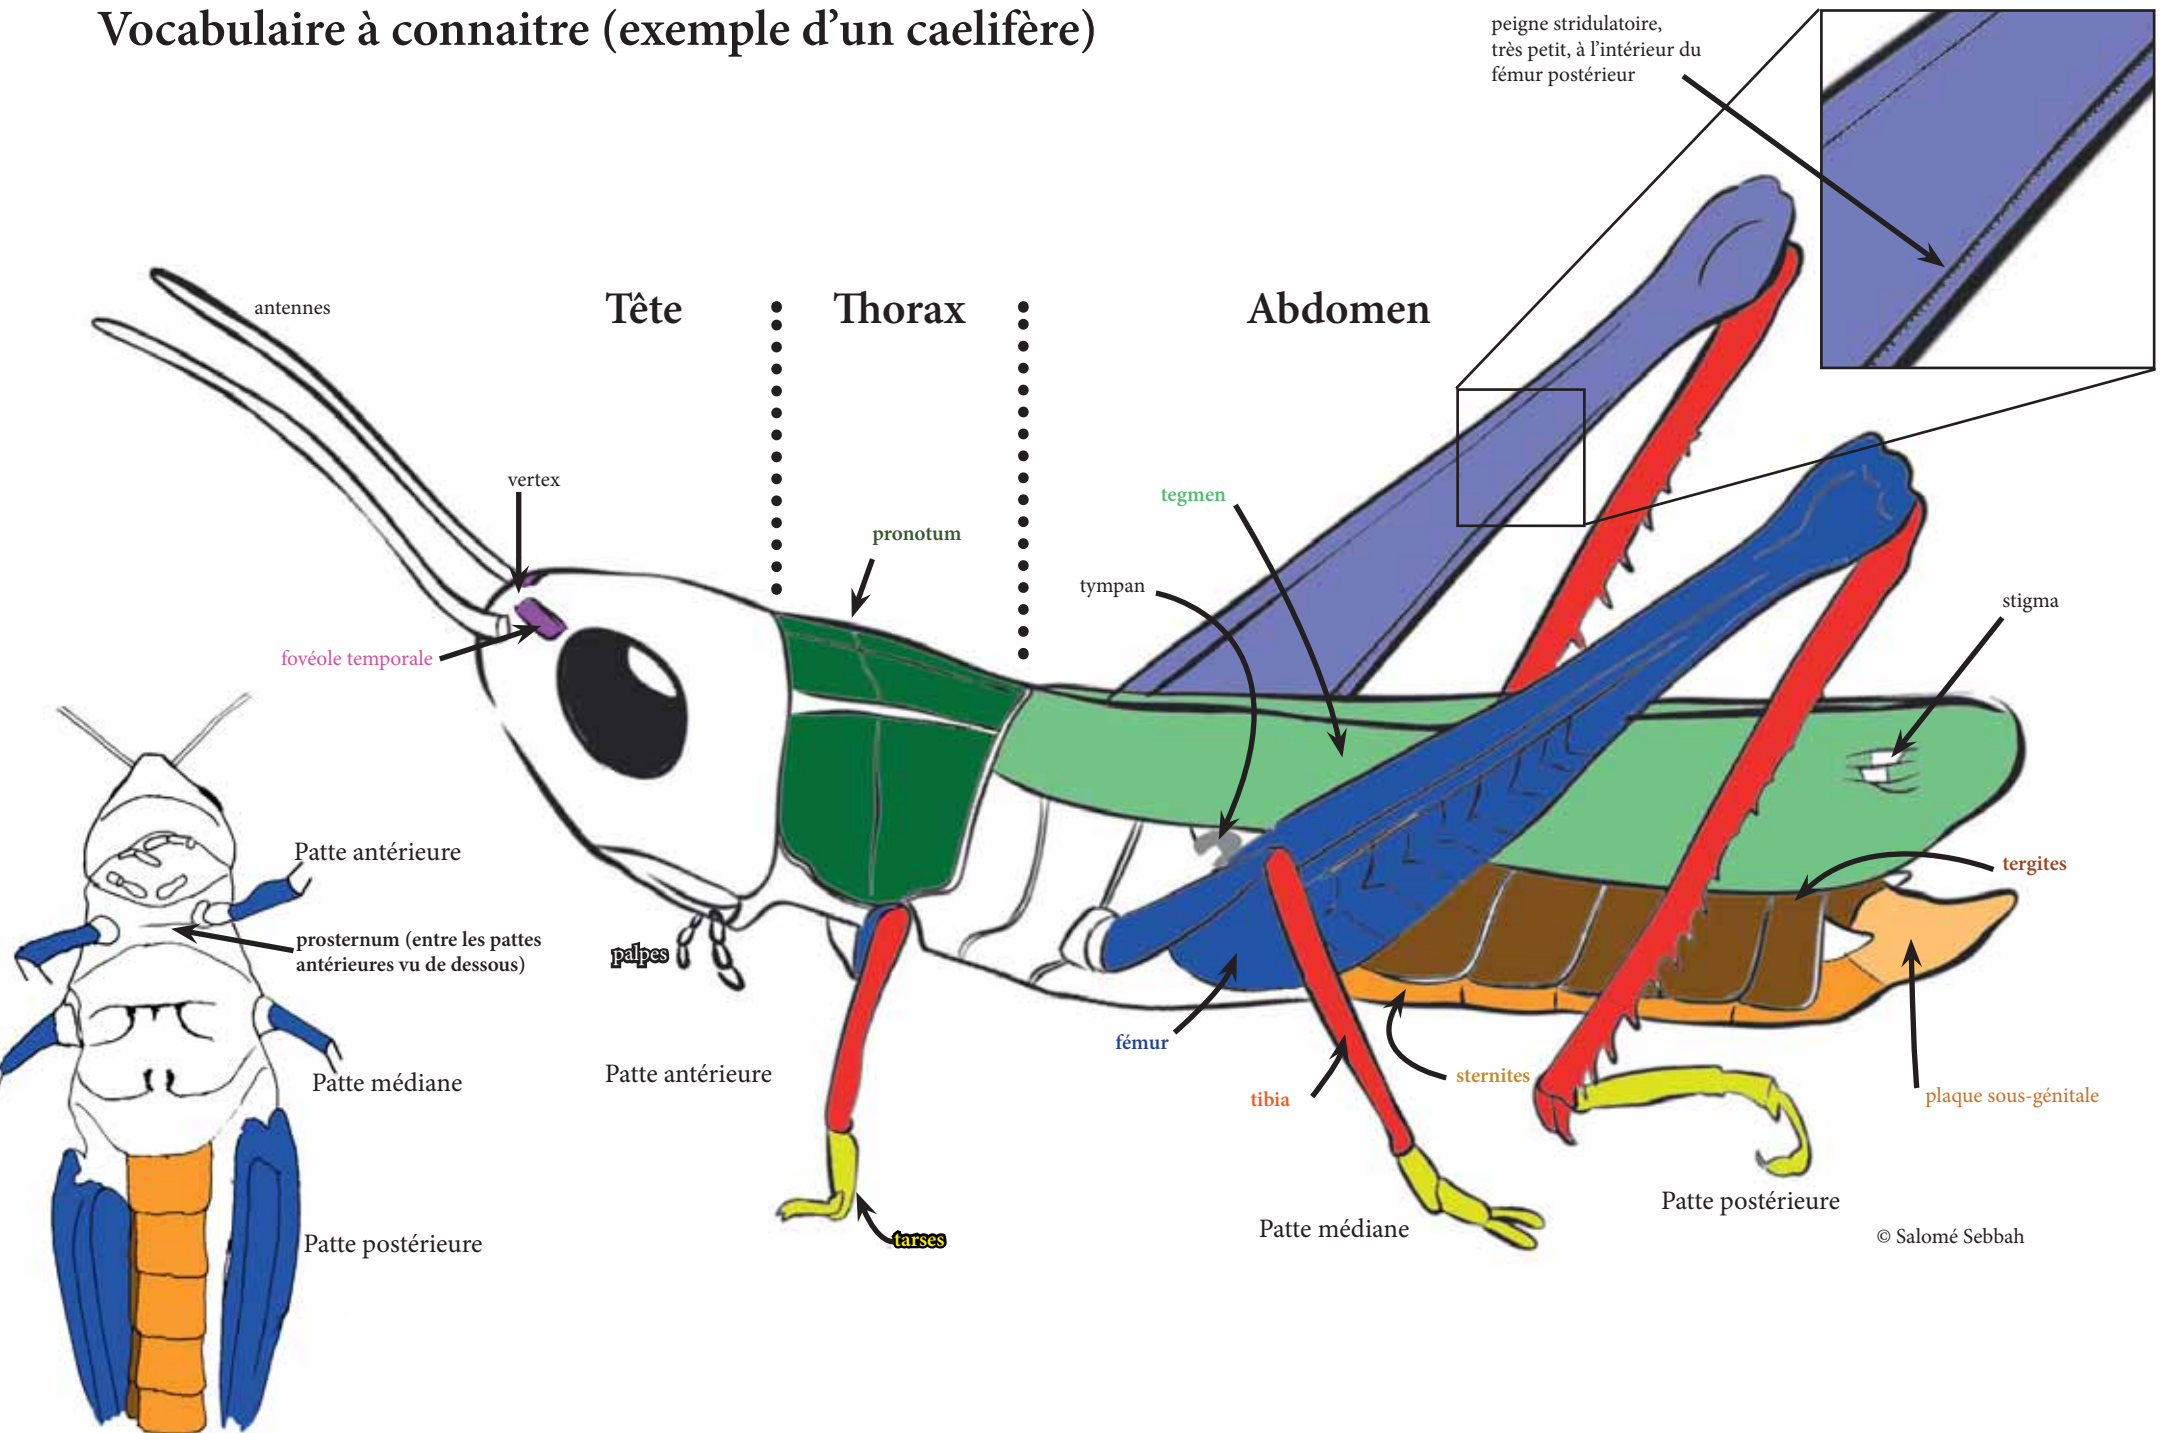 Vocabulaire à connaitre (exemple d'un caelifère)
peigne stridulatoire,
très petit, à l'intérieur du
fémur postérieur
antennes
Tête
Thorax
Abdomen
vertex
tegmen
pronotum
tympan
stigma
fovéole temporale
Patte antérieure
tergites
prosternum (entre les pattes
antérieures vu de dessous)
palpes
fémur
Patte antérieure
Patte médiane
sternites
tibia
plaque sous-génitale
Patte postérieure
Patte médiane
Patte postérieure
tarses
© Salomé Sebbah